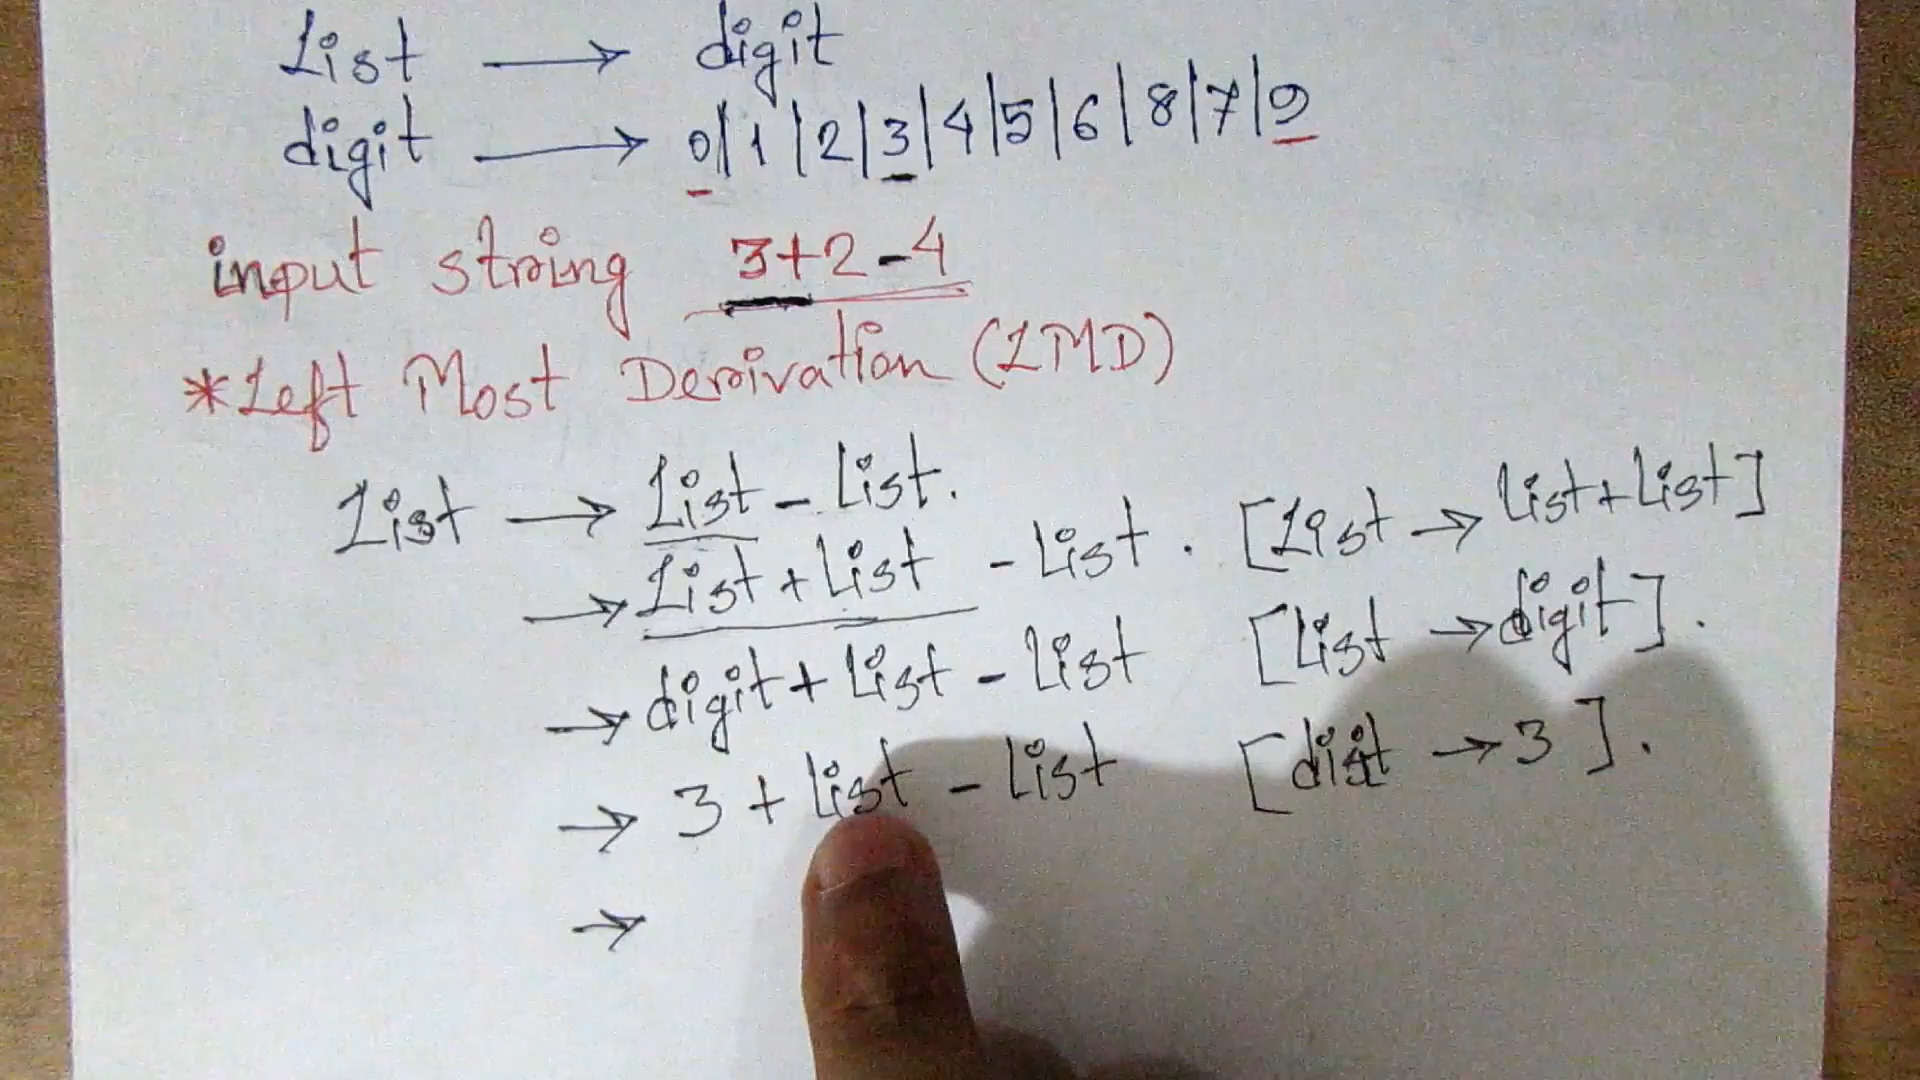 List → digit
digit → 0|1|2|3|4|5|6|8|7|9
input string 3+2-4
*Left Most Derivation (LMD)
List → List - List.
→ List + List - List. [List → List + List]
→ digit + List - List [List → digit].
→ 3 + List - List [digit → 3].
→